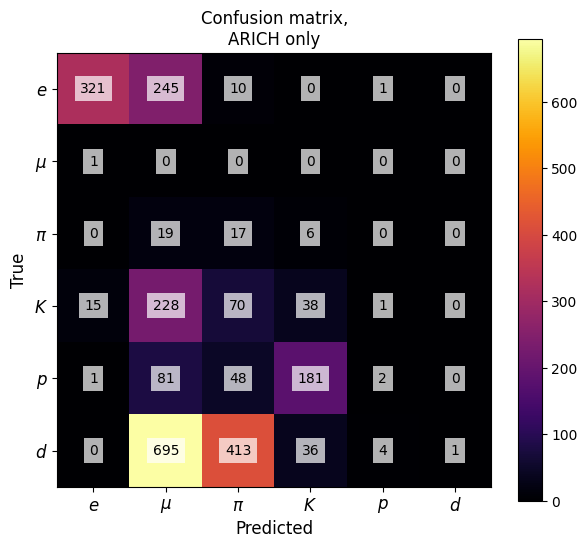 Confusion matrix,
ARICH only
e 321 245 10 0 1 0
μ 1 0 0 0 0 0
π 0 19 17 6 0 0
K 15 228 70 38 1 0
p 1 81 48 181 2 0
d 0 695 413 36 4 1
e μ π K p d
True
Predicted
600
500
400
300
200
100
0